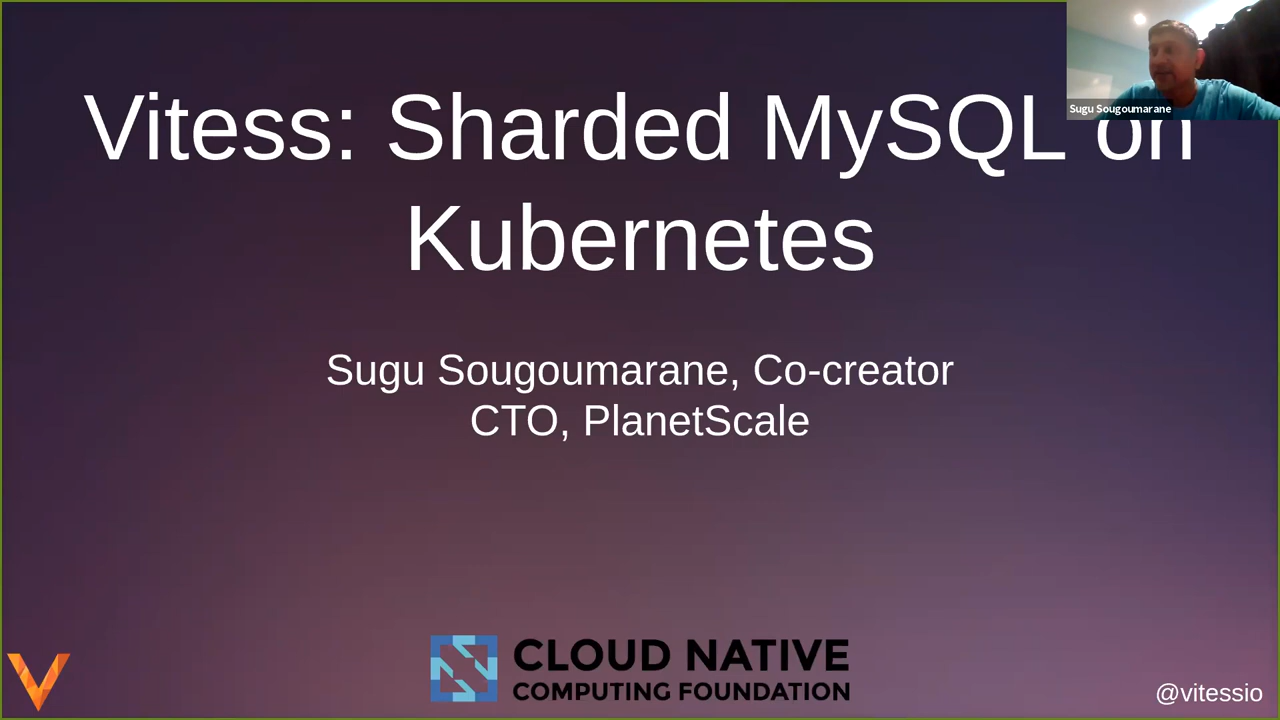 Sugu Sougoumarane
Vitess: Sharded MySQL on
Kubernetes
Sugu Sougoumarane, Co-creator
CTO, PlanetScale
CLOUD NATIVE
COMPUTING FOUNDATION
@vitessio